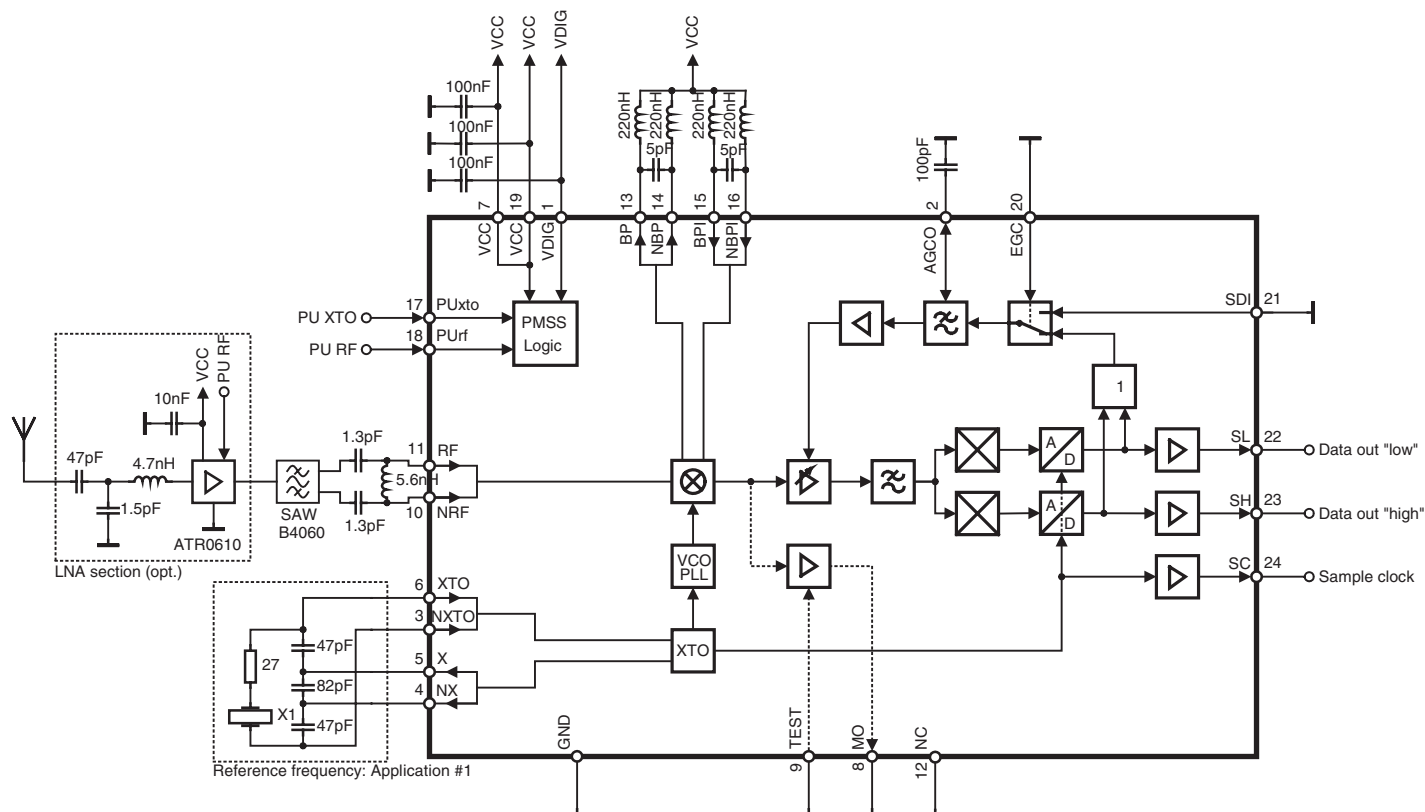 VCC
VCC
VDIG
VCC
100nF
100nF
100nF
220nH
220nH
220nH
220nH
5pF
5pF
100pF
7
19
1
13
14
15
16
2
20
VCC
VCC
VDIG
BP
NBP
BPI
NBPI
AGCO
EGC
PU XTO
17
PUxto
PU RF
18
PUrf
PMSS
Logic
SDI
21
1
VCC
PU RF
10nF
47pF
4.7nH
1.5pF
ATR0610
LNA section (opt.)
SAW
B4060
1.3pF
1.3pF
5.6nH
11
RF
10
NRF
A
D
A
D
SL
22
Data out "low"
SH
23
Data out "high"
SC
24
Sample clock
VCO
PLL
XTO
6
XTO
3
NXTO
5
X
4
NX
47pF
27
82pF
X1
47pF
Reference frequency: Application #1
GND
TEST
MO
NC
9
8
12